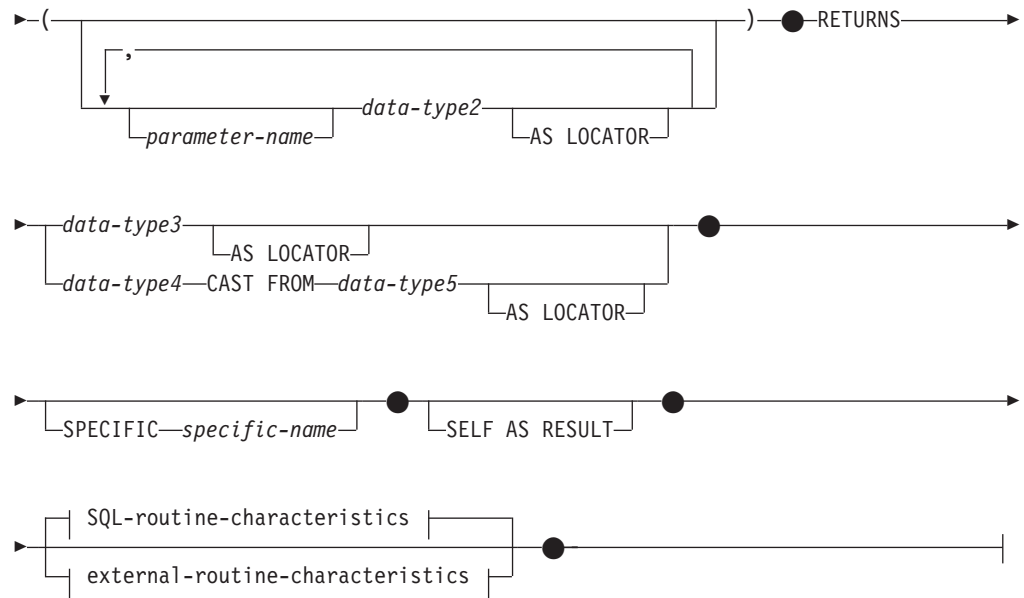 ( ) RETURNS
,
data-type2
parameter-name AS LOCATOR
data-type3
AS LOCATOR
data-type4 CAST FROM data-type5
AS LOCATOR
SPECIFIC specific-name SELF AS RESULT
SQL-routine-characteristics
external-routine-characteristics